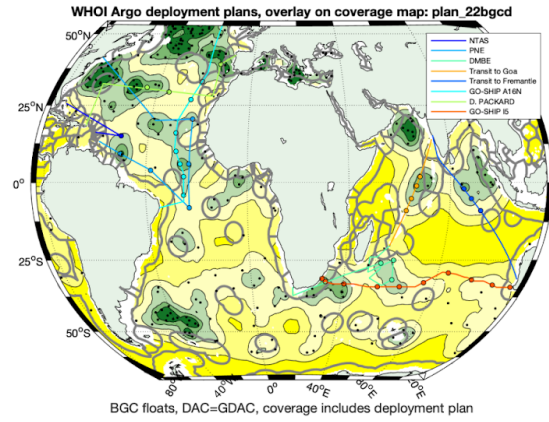 WHOI Argo deployment plans, overlay on coverage map: plan_22bgcd
50°N
25°N
0°
25°S
50°S
NTAS
PNE
DMBE
Transit to Goa
Transit to Fremantle
GO-SHIP A16N
D. PACKARD
GO-SHIP I5
80°W
40°W
0°
40°E
80°E
120°E
BGC floats, DAC=GDAC, coverage includes deployment plan